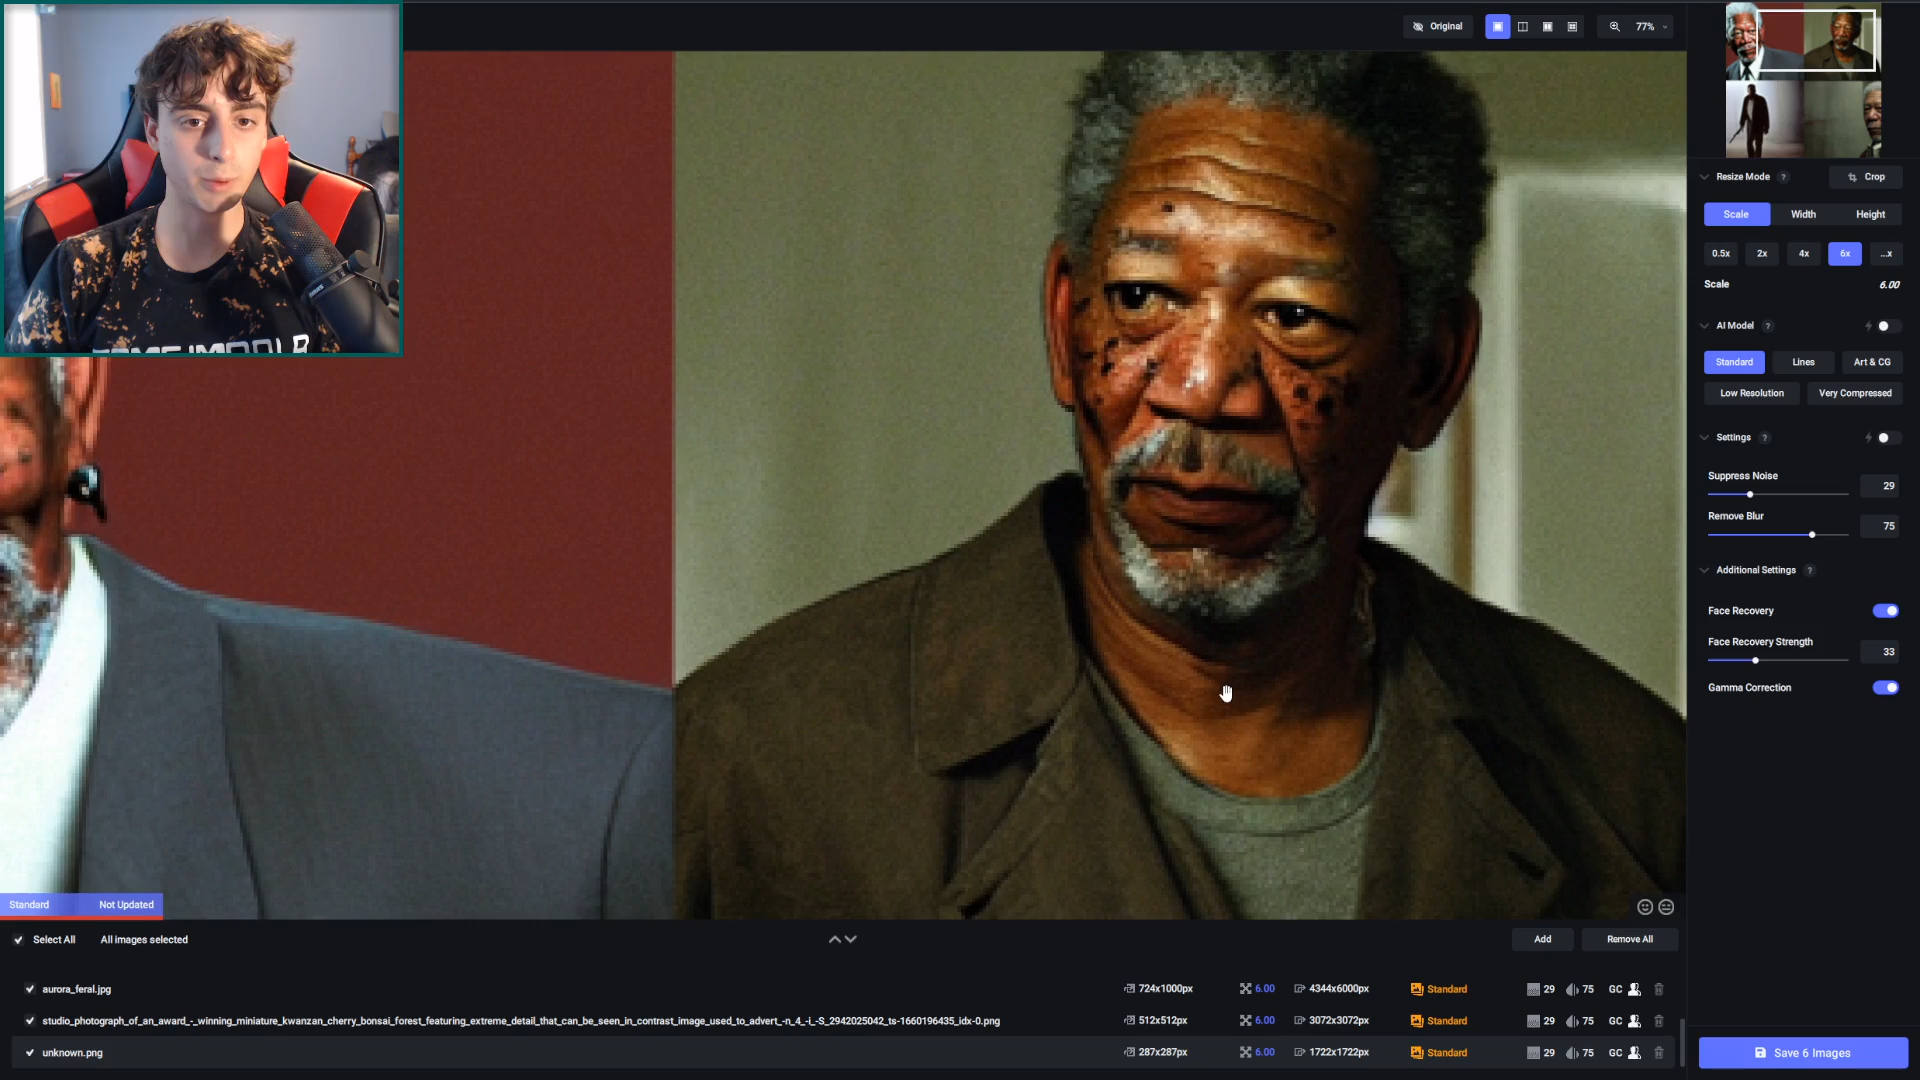 Original
77%
Resize Mode ?
Crop
Scale Width Height
0.5x 2x 4x 6x ...x
Scale 6.00
AI Model ?
Standard Lines Art & CG
Low Resolution Very Compressed
Settings ?
Suppress Noise 29
Remove Blur 75
Additional Settings ?
Face Recovery
Face Recovery Strength 33
Gamma Correction
Standard Not Updated
Select All All images selected
Add Remove All
aurora_feral.jpg 724x1000px 6.00 4344x6000px Standard 29 75 GC
studio_photograph_of_an_award_-_winning_miniature_kwanzan_cherry_bonsai_forest_featuring_extreme_detail_that_can_be_seen_in_contrast_image_used_to_advert_-n_4_-i_-S_2942025042_ts-1660196435_idx-0.png 512x512px 6.00 3072x3072px Standard 29 75 GC
unknown.png 287x287px 6.00 1722x1722px Standard 29 75 GC
Save 6 Images